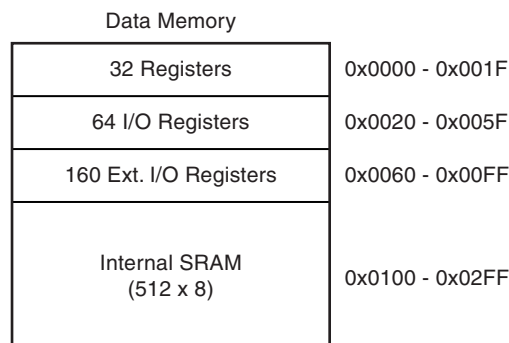 Data Memory
32 Registers 0x0000 - 0x001F
64 I/O Registers 0x0020 - 0x005F
160 Ext. I/O Registers 0x0060 - 0x00FF
Internal SRAM
(512 x 8) 0x0100 - 0x02FF